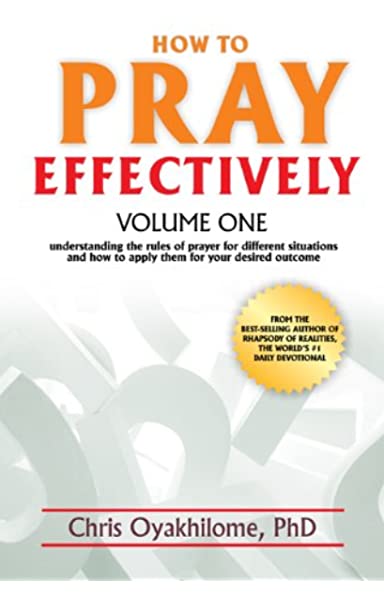 HOW TO
PRAY
EFFECTIVELY
VOLUME ONE
understanding the rules of prayer for different situations
and how to apply them for your desired outcome
FROM THE
BEST-SELLING AUTHOR OF
RHAPSODY OF REALITIES,
THE WORLD'S #1
DAILY DEVOTIONAL
Chris Oyakhilome, PhD